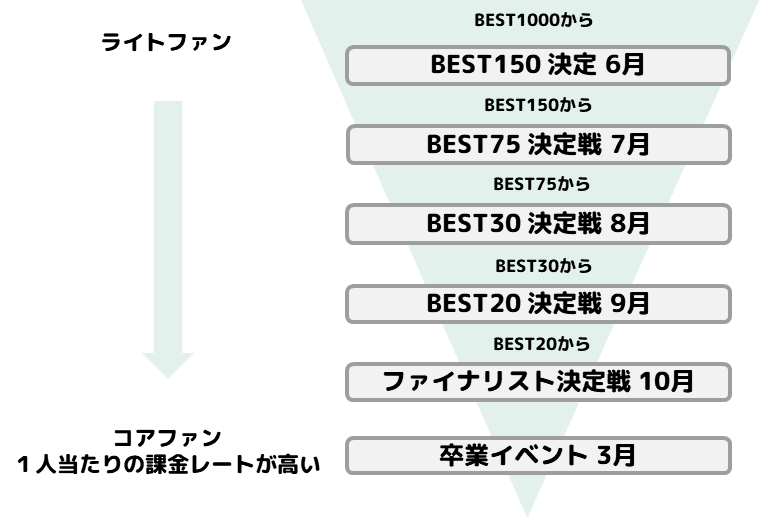 ライトファン
BEST1000から
BEST150 決定 6月
BEST150から
BEST75 決定戦 7月
BEST75から
BEST30 決定戦 8月
BEST30から
BEST20 決定戦 9月
BEST20から
ファイナリスト決定戦 10月
コアファン
１人当たりの課金レートが高い
卒業イベント 3月